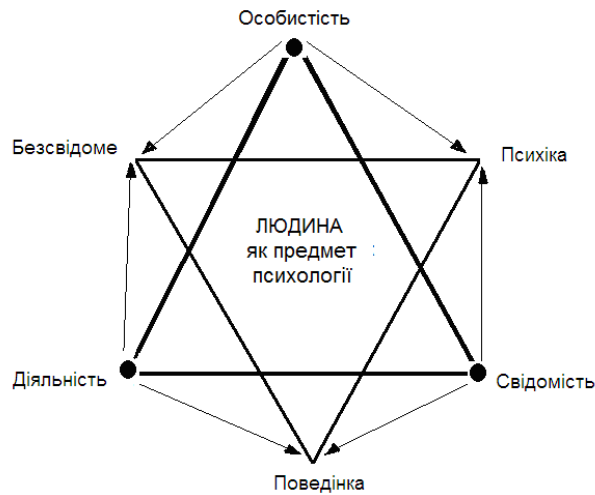 Особистість
Безсвідоме
Психіка
ЛЮДИНА
як предмет :
психології
Діяльність
Свідомість
Поведінка